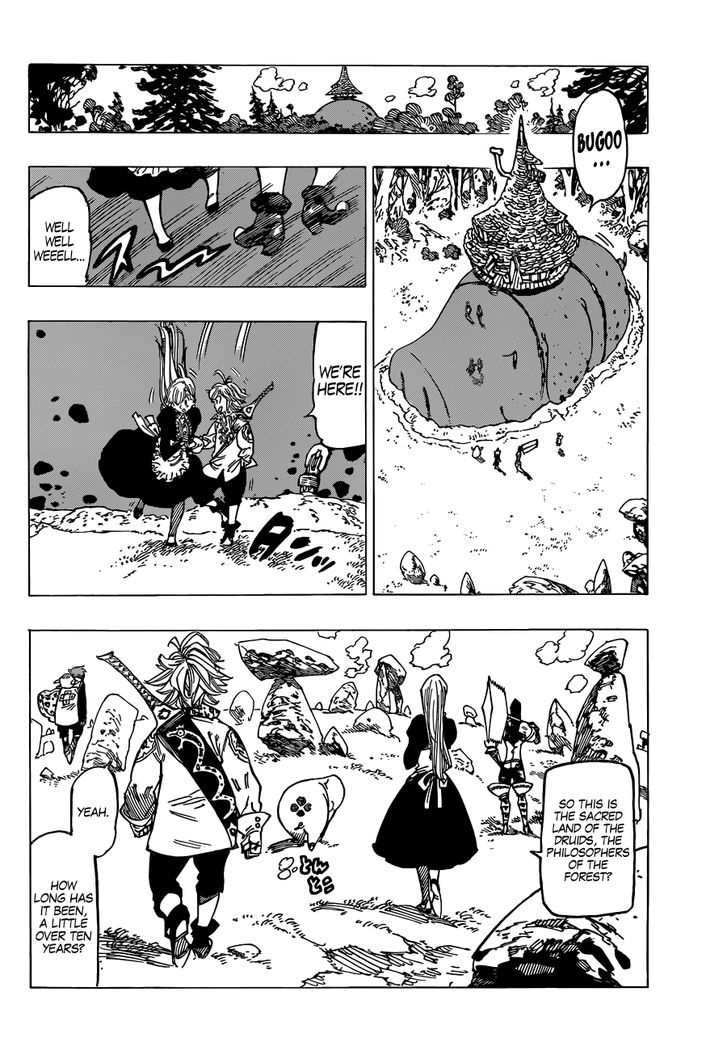 BUGOO
...
WELL
WELL
WEEELL...
WE'RE
HERE!!
SO THIS IS
THE SACRED
LAND OF THE
DRUIDS, THE
PHILOSOPHERS
OF THE
FOREST?
YEAH.
HOW
LONG HAS
IT BEEN,
A LITTLE
OVER TEN
YEARS?